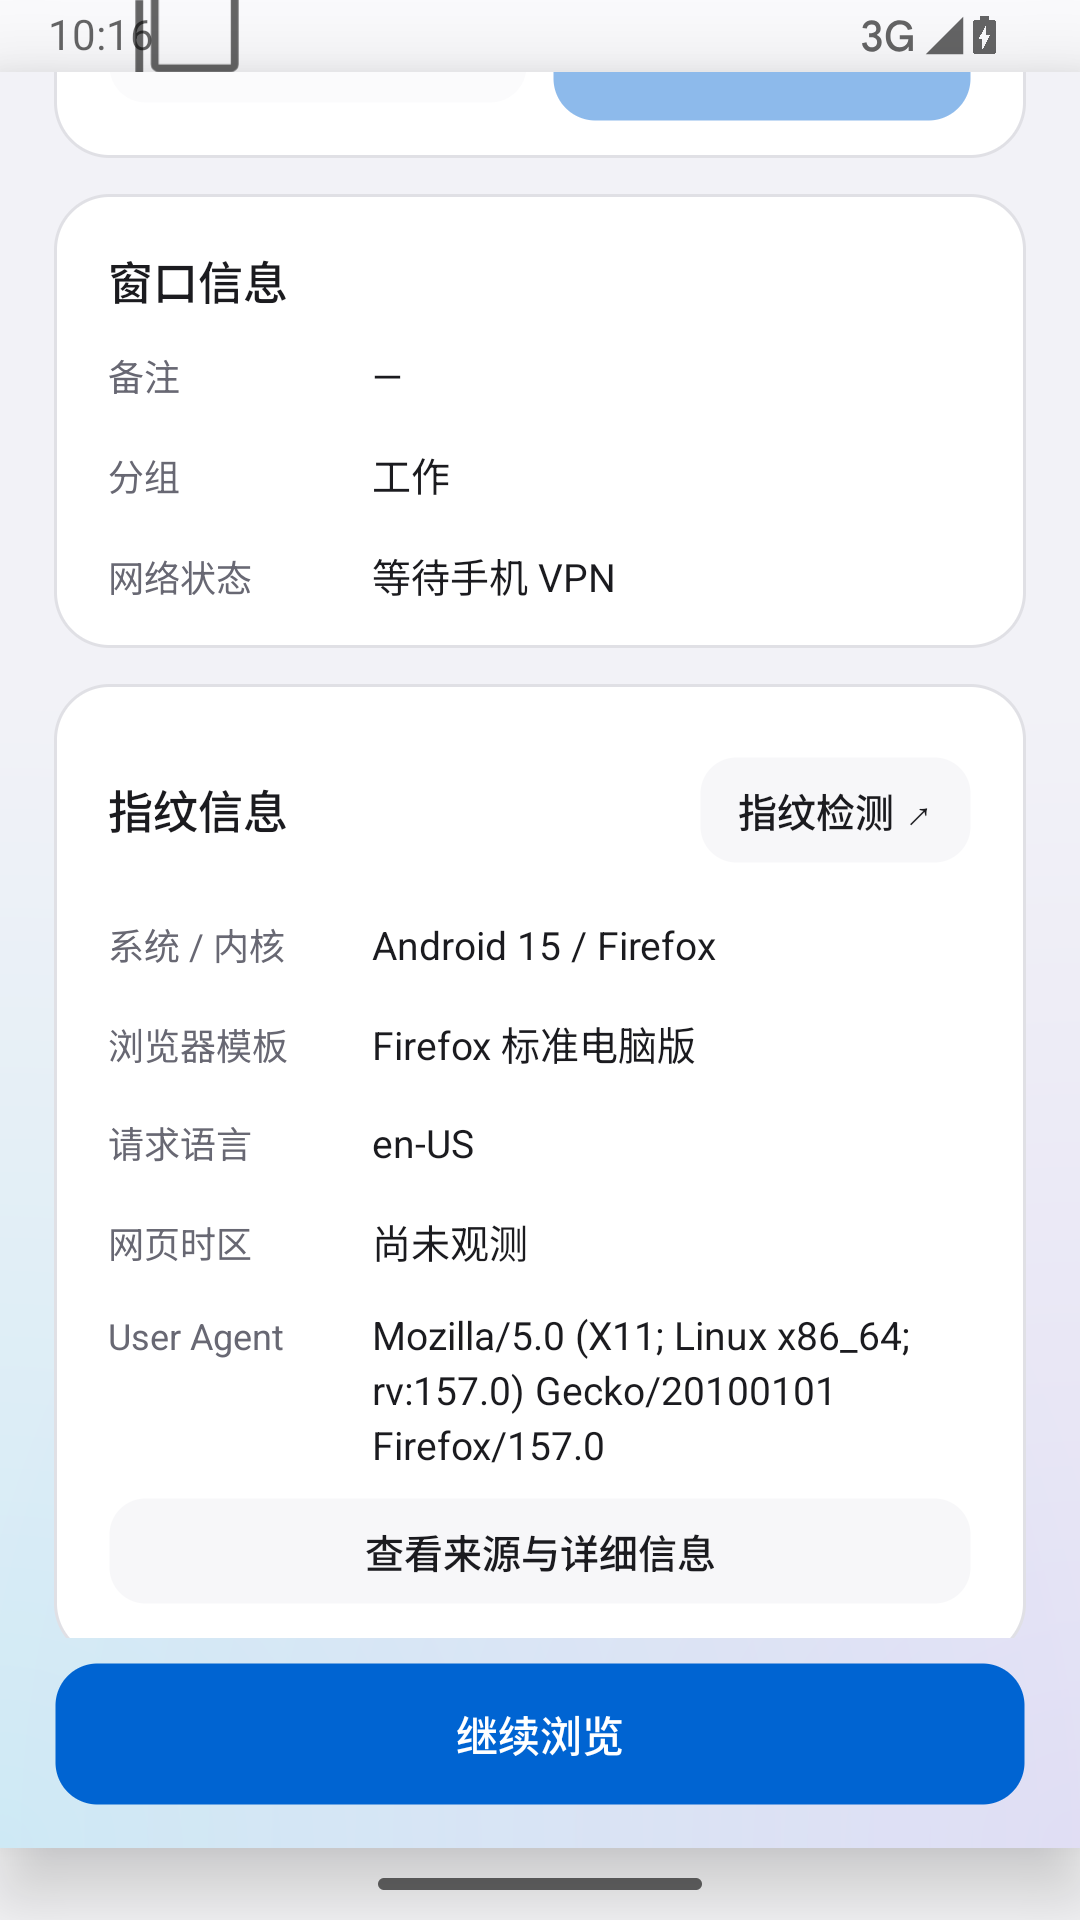 10:16
3G
窗口信息
备注 —
分组 工作
网络状态 等待手机 VPN
指纹信息
指纹检测 ↗
系统 / 内核 Android 15 / Firefox
浏览器模板 Firefox 标准电脑版
请求语言 en-US
网页时区 尚未观测
User Agent Mozilla/5.0 (X11; Linux x86_64;
rv:157.0) Gecko/20100101
Firefox/157.0
查看来源与详细信息
继续浏览